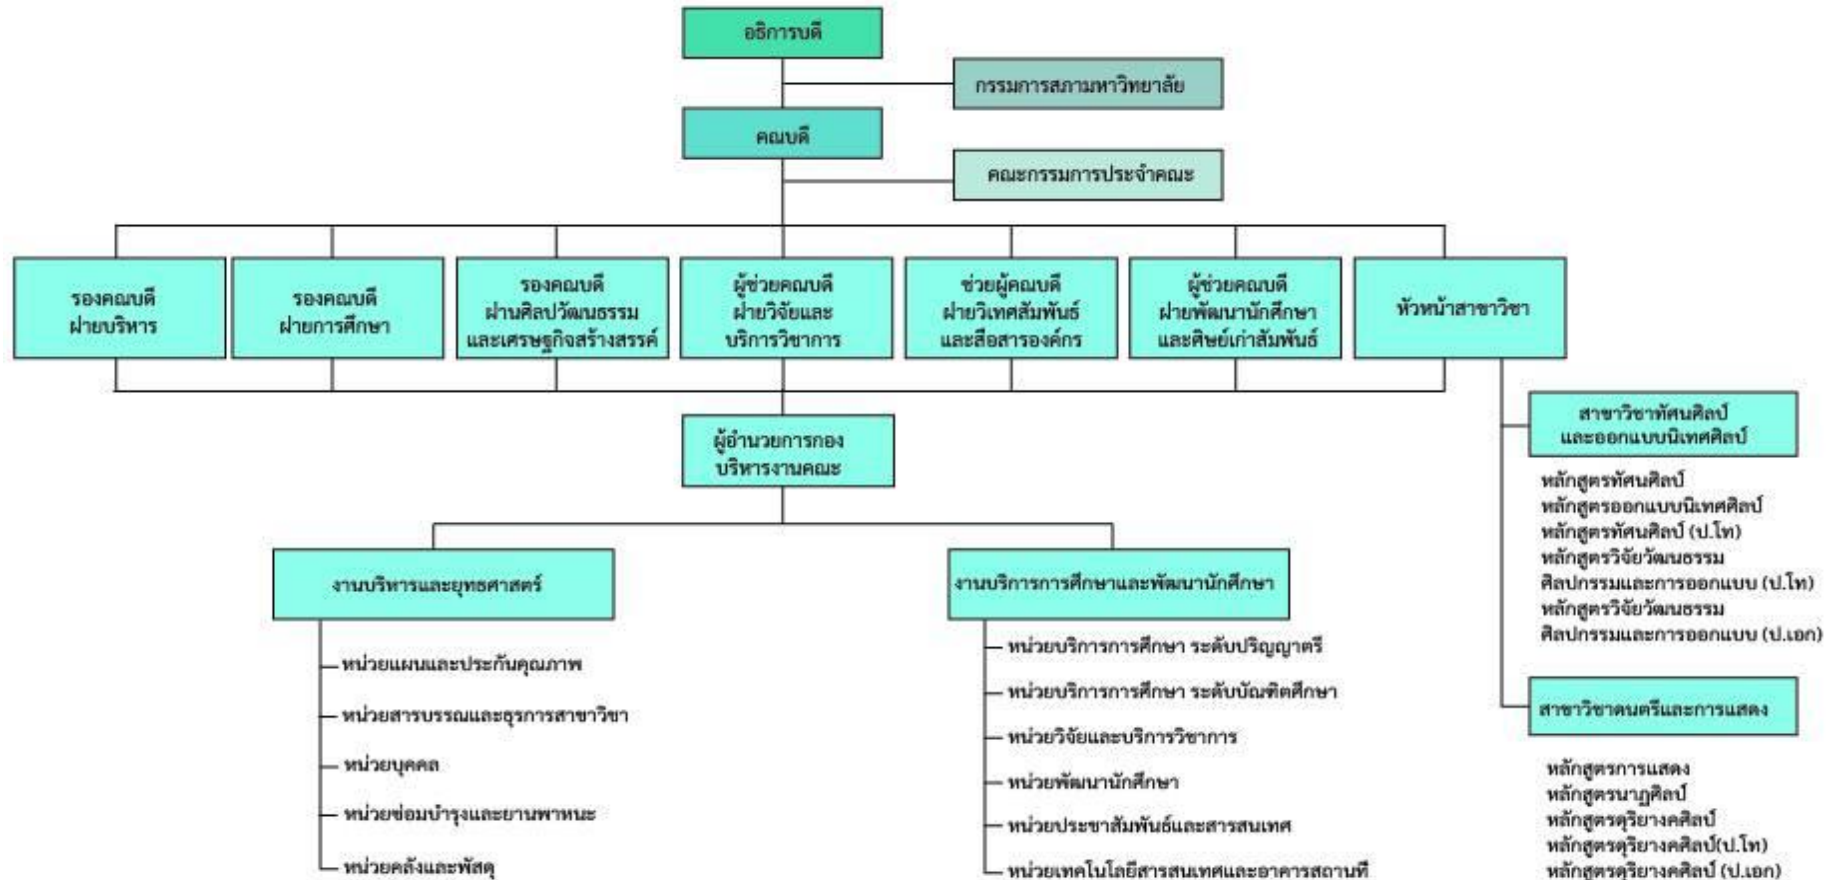 อธิการบดี
กรรมการสภามหาวิทยาลัย
คณบดี
คณะกรรมการประจำคณะ
รองคณบดี
ฝ่ายบริหาร
รองคณบดี
ฝ่ายการศึกษา
รองคณบดี
ฝ่านศิลปวัฒนธรรม
และเศรษฐกิจสร้างสรรค์
ผู้ช่วยคณบดี
ฝ่ายวิจัยและ
บริการวิชาการ
ช่วยผู้คณบดี
ฝ่ายวิเทศสัมพันธ์
และสื่อสารองค์กร
ผู้ช่วยคณบดี
ฝ่ายพัฒนานักศึกษา
และศิษย์เก่าสัมพันธ์
หัวหน้าสาขาวิชา
ผู้อำนวยการกอง
บริหารงานคณะ
สาขาวิชาทัศนศิลป์
และออกแบบนิเทศศิลป์
หลักสูตรทัศนศิลป์
หลักสูตรออกแบบนิเทศศิลป์
หลักสูตรทัศนศิลป์ (ป.โท)
หลักสูตรวิจัยวัฒนธรรม
ศิลปกรรมและการออกแบบ (ป.โท)
หลักสูตรวิจัยวัฒนธรรม
ศิลปกรรมและการออกแบบ (ป.เอก)
งานบริหารและยุทธศาสตร์
หน่วยแผนและประกันคุณภาพ
หน่วยสารบรรณและธุรการสาขาวิชา
หน่วยบุคคล
หน่วยซ่อมบำรุงและยานพาหนะ
หน่วยคลังและพัสดุ
งานบริการการศึกษาและพัฒนานักศึกษา
หน่วยบริการการศึกษา ระดับปริญญาตรี
หน่วยบริการการศึกษา ระดับบัณฑิตศึกษา
หน่วยวิจัยและบริการวิชาการ
หน่วยพัฒนานักศึกษา
หน่วยประชาสัมพันธ์และสารสนเทศ
หน่วยเทคโนโลยีสารสนเทศและอาคารสถานที่
สาขาวิชาดนตรีและการแสดง
หลักสูตรการแสดง
หลักสูตรนาฏศิลป์
หลักสูตรดุริยางคศิลป์
หลักสูตรดุริยางคศิลป์(ป.โท)
หลักสูตรดุริยางคศิลป์ (ป.เอก)